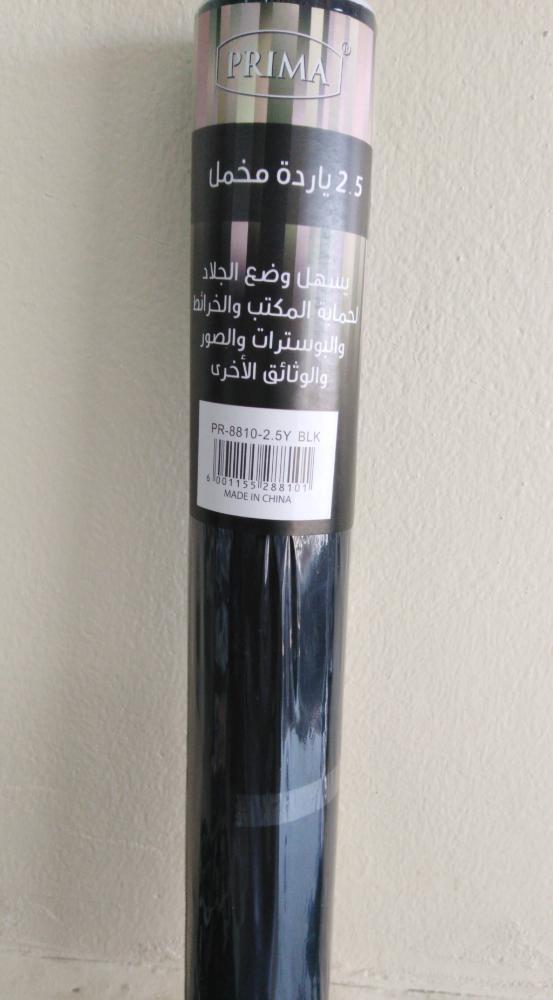 PRIMA®
2.5 ياردة مخمل
يسهل وضع الجلاد
لحماية المكتب والخرائط
والبوسترات والصور
والوثائق الأخرى
PR-8810-2.5Y BLK
6 001155 288101
MADE IN CHINA